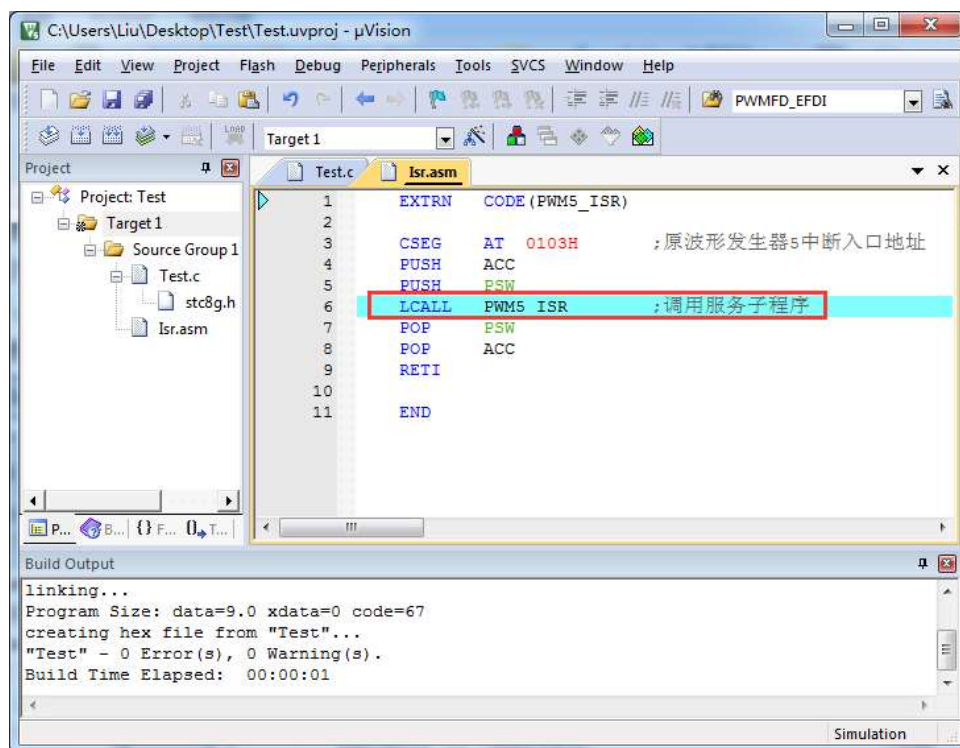 C:\Users\Liu\Desktop\Test\Test.uvproj - µVision
File Edit View Project Flash Debug Peripherals Tools SVCS Window Help
PWMFD_EFDI
LOAD Target 1
Project
Test.c Isr.asm
Project: Test
Target 1
Source Group 1
Test.c
stc8g.h
Isr.asm
1 EXTRN CODE(PWM5_ISR)
2
3 CSEG AT 0103H ;原波形发生器5中断入口地址
4 PUSH ACC
5 PUSH PSW
6 LCALL PWM5_ISR ;调用服务子程序
7 POP PSW
8 POP ACC
9 RETI
10
11 END
P... B... {} F... 0 T...
Build Output
linking...
Program Size: data=9.0 xdata=0 code=67
creating hex file from "Test"...
"Test" - 0 Error(s), 0 Warning(s).
Build Time Elapsed: 00:00:01
Simulation